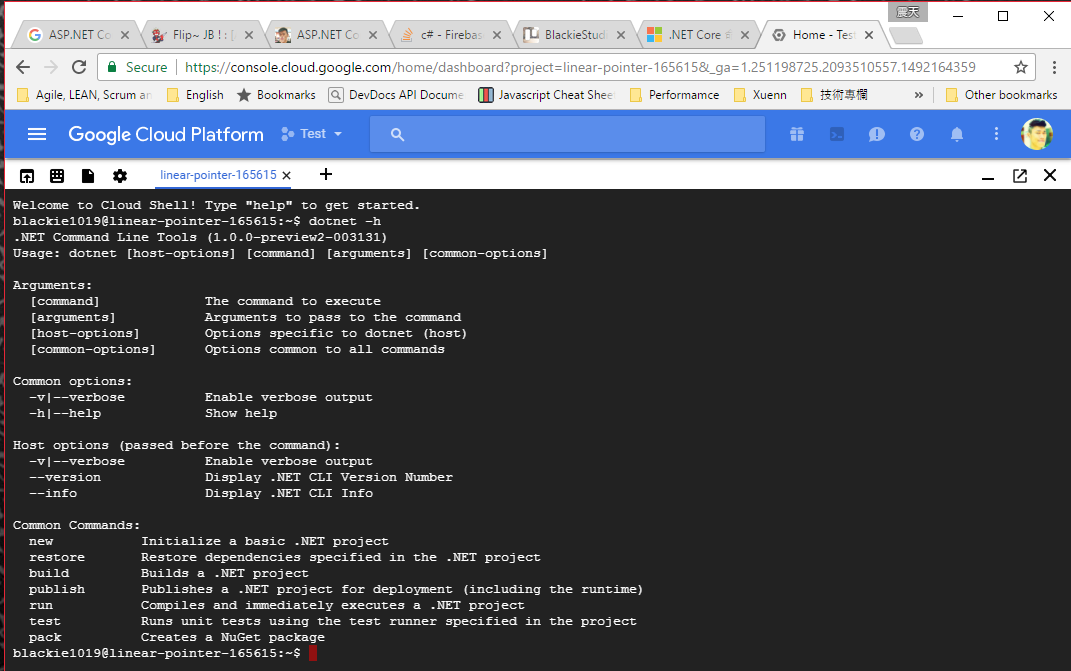 震天
ASP.NET Co
Flip~ JB ! : [
ASP.NET Co
c# - Firebas
BlackieStud
.NET Core
Home - Test
Secure
https://console.cloud.google.com/home/dashboard?project=linear-pointer-165615&_ga=1.251198725.2093510557.1492164359
Agile, LEAN, Scrum an
English
Bookmarks
DevDocs API Docume
Javascript Cheat Shee
Performamce
Xuenn
技術專欄
»
Other bookmarks
Google Cloud Platform
Test
linear-pointer-165615
Welcome to Cloud Shell! Type "help" to get started.
blackie1019@linear-pointer-165615:~$ dotnet -h
.NET Command Line Tools (1.0.0-preview2-003131)
Usage: dotnet [host-options] [command] [arguments] [common-options]
Arguments:
[command] The command to execute
[arguments] Arguments to pass to the command
[host-options] Options specific to dotnet (host)
[common-options] Options common to all commands
Common options:
-v|--verbose Enable verbose output
-h|--help Show help
Host options (passed before the command):
-v|--verbose Enable verbose output
--version Display .NET CLI Version Number
--info Display .NET CLI Info
Common Commands:
new Initialize a basic .NET project
restore Restore dependencies specified in the .NET project
build Builds a .NET project
publish Publishes a .NET project for deployment (including the runtime)
run Compiles and immediately executes a .NET project
test Runs unit tests using the test runner specified in the project
pack Creates a NuGet package
blackie1019@linear-pointer-165615:~$